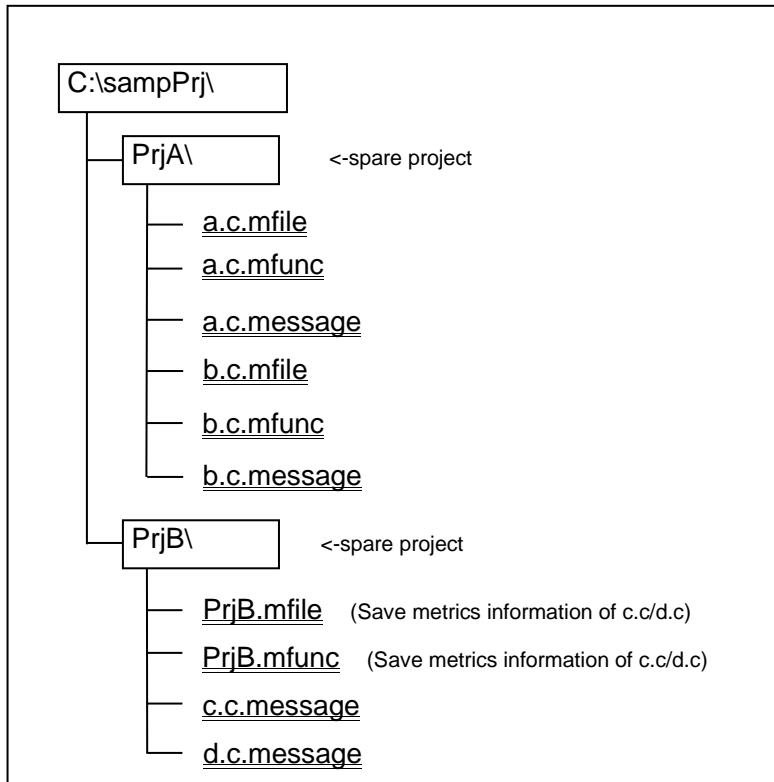 C:\sampPrj\
PrjA\ <-spare project
a.c.mfile
a.c.mfunc
a.c.message
b.c.mfile
b.c.mfunc
b.c.message
PrjB\ <-spare project
PrjB.mfile (Save metrics information of c.c/d.c)
PrjB.mfunc (Save metrics information of c.c/d.c)
c.c.message
d.c.message